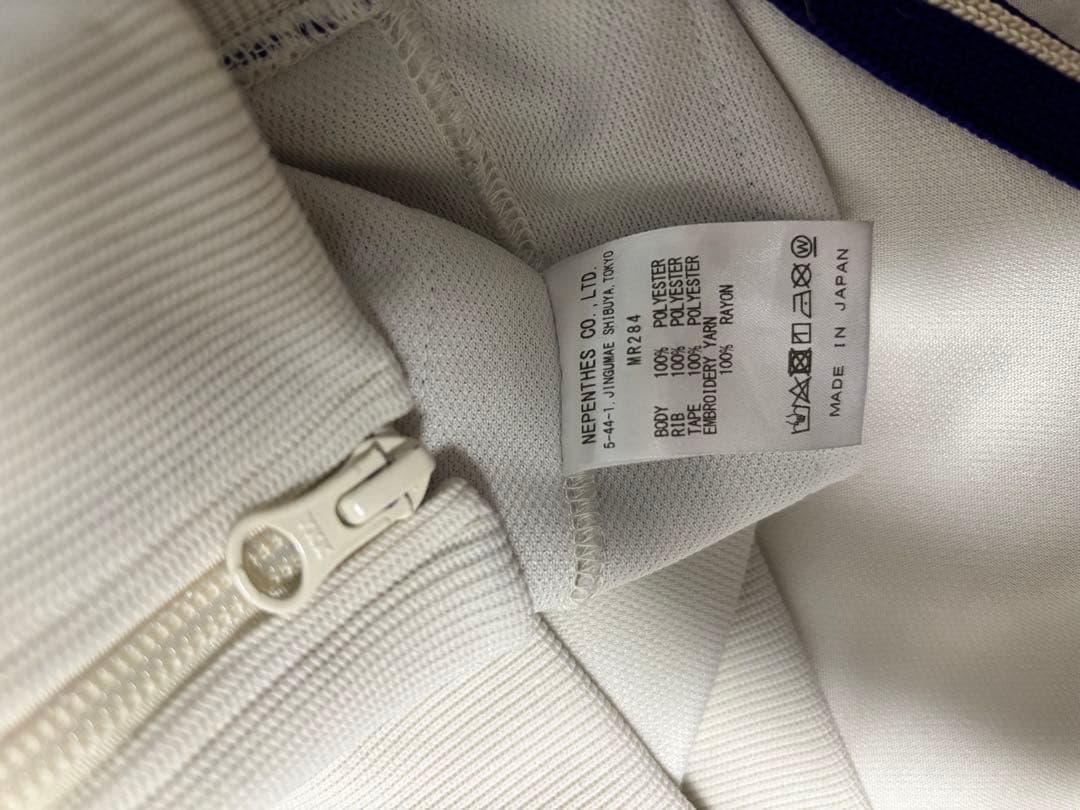 NEPENTHES CO.,LTD.
5-44-1,JINGUMAE SHIBUYA,TOKYO
MR284
BODY 100% POLYESTER
RIB 100% POLYESTER
TAPE 100% POLYESTER
EMBROIDERY YARN
100% RAYON
W
MADE IN JAPAN